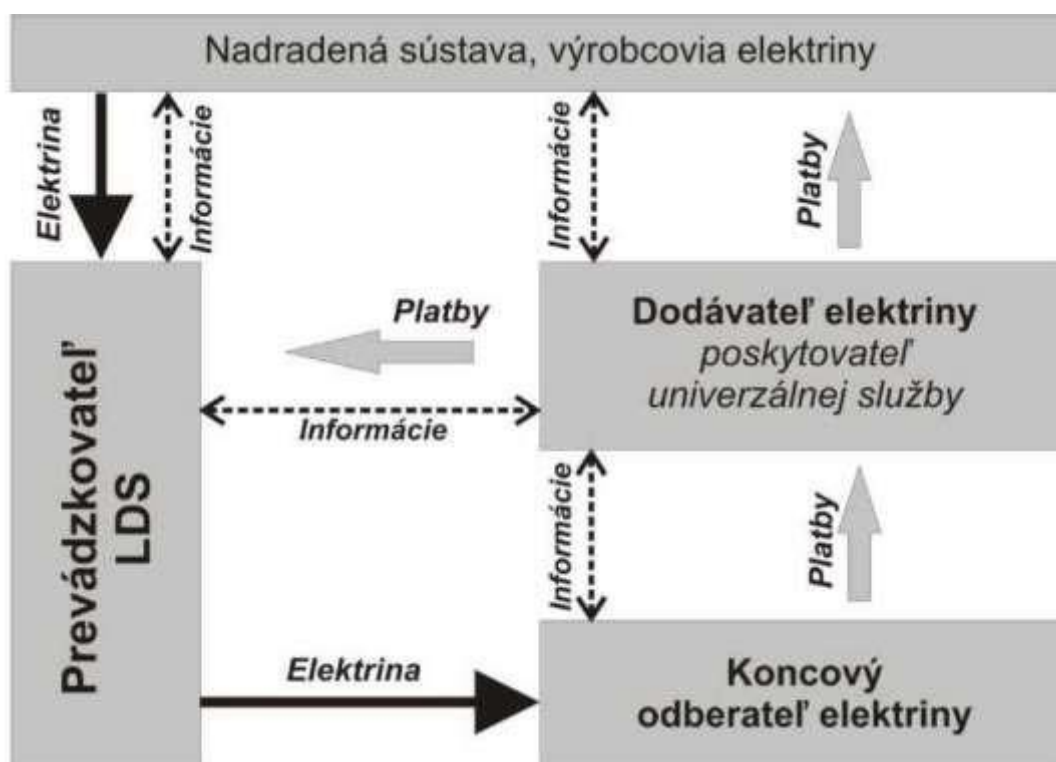 Nadradená sústava, výrobcovia elektriny
Elektrina
Informácie
Informácie
Platby
Platby
Dodávateľ elektriny
poskytovateľ
univerzálnej služby
Informácie
Prevádzkovateľ
LDS
Informácie
Platby
Elektrina
Koncový
odberateľ elektriny